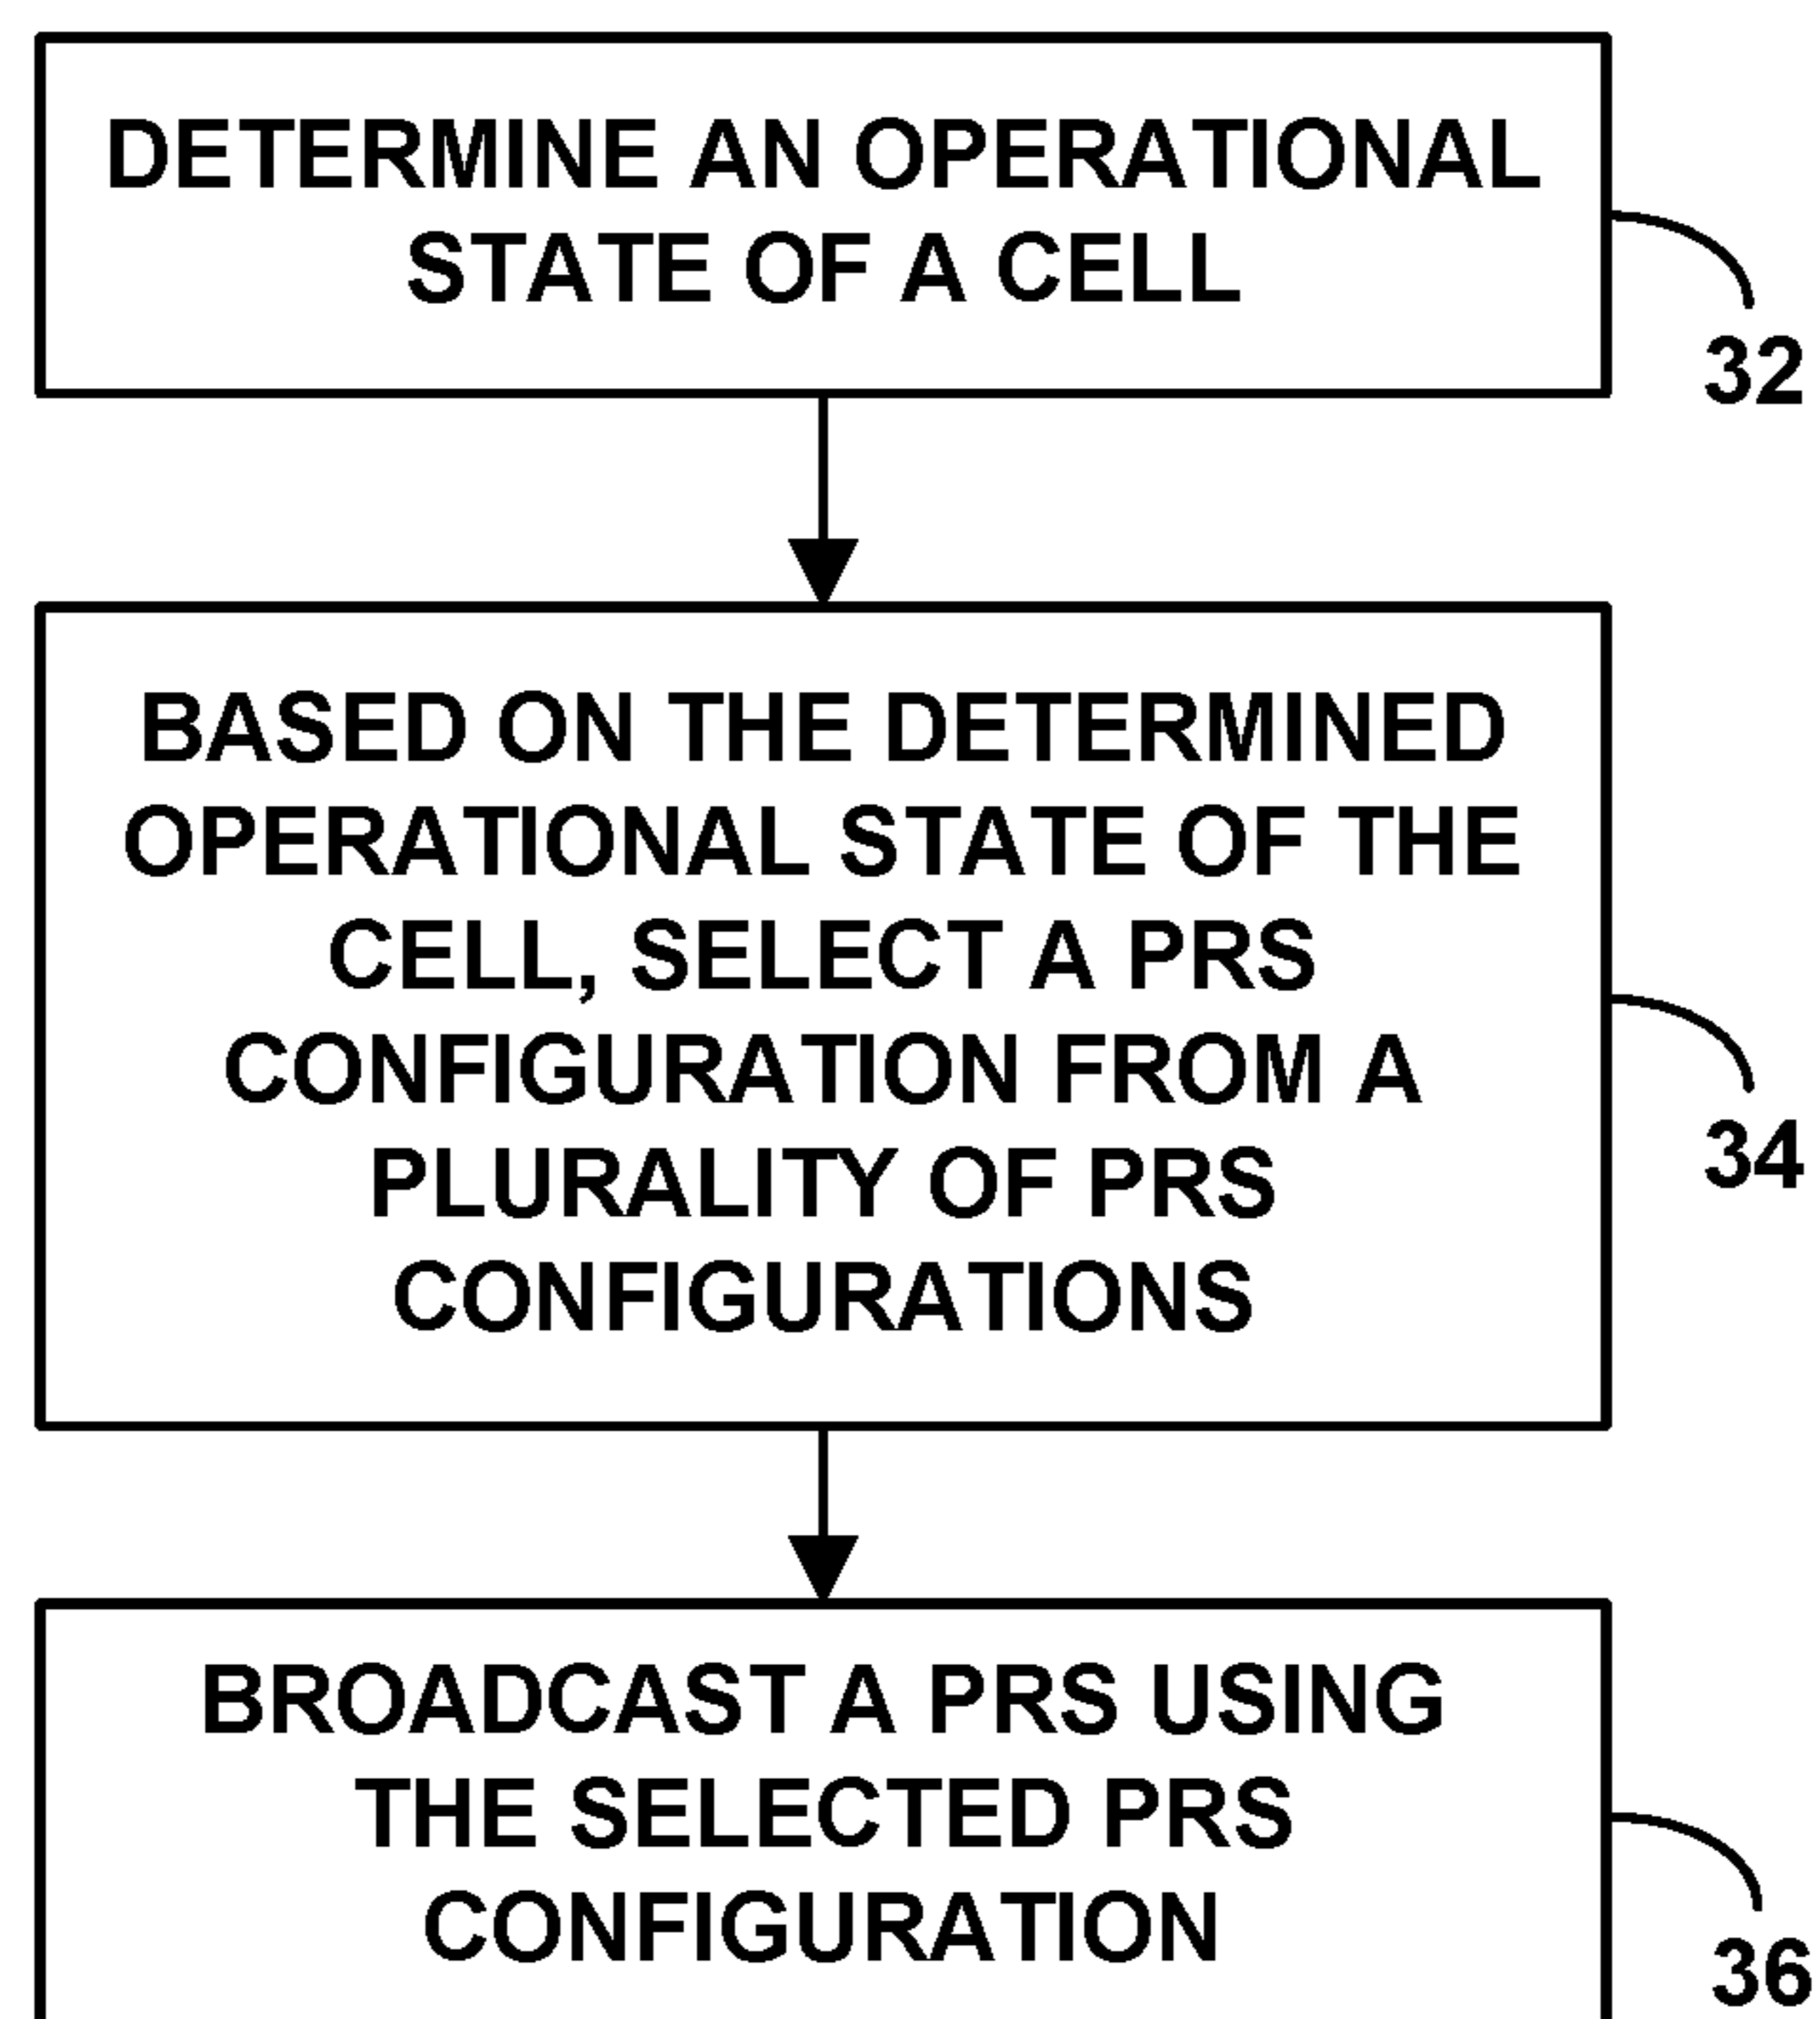 DETERMINE AN OPERATIONAL
STATE OF A CELL
32
BASED ON THE DETERMINED
OPERATIONAL STATE OF THE
CELL, SELECT A PRS
CONFIGURATION FROM A
PLURALITY OF PRS
CONFIGURATIONS
34
BROADCAST A PRS USING
THE SELECTED PRS
CONFIGURATION
36